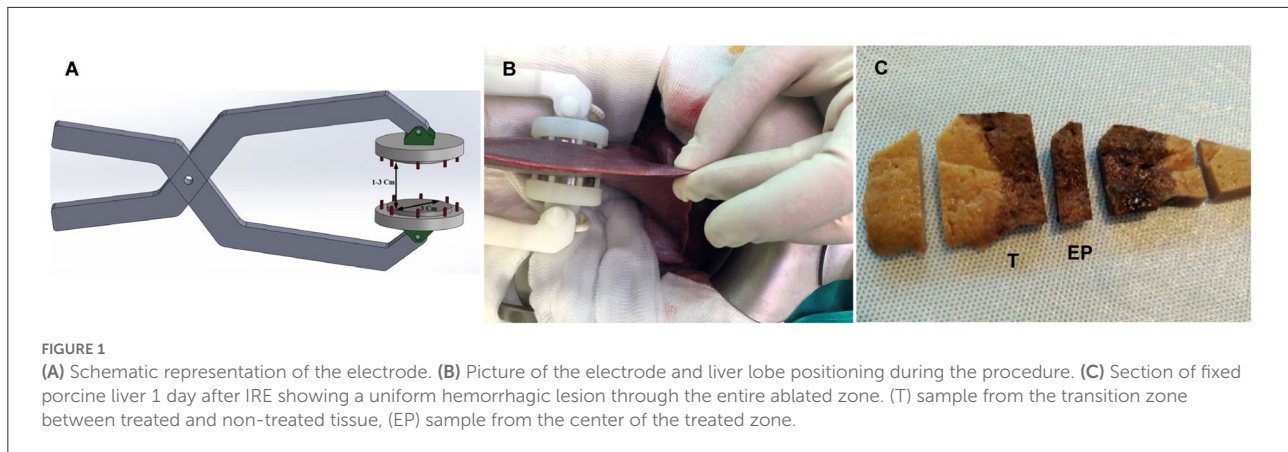 A
B
C
1-3 Cm
3 Cm
T
EP
FIGURE 1
(A) Schematic representation of the electrode. (B) Picture of the electrode and liver lobe positioning during the procedure. (C) Section of fixed
porcine liver 1 day after IRE showing a uniform hemorrhagic lesion through the entire ablated zone. (T) sample from the transition zone
between treated and non-treated tissue, (EP) sample from the center of the treated zone.